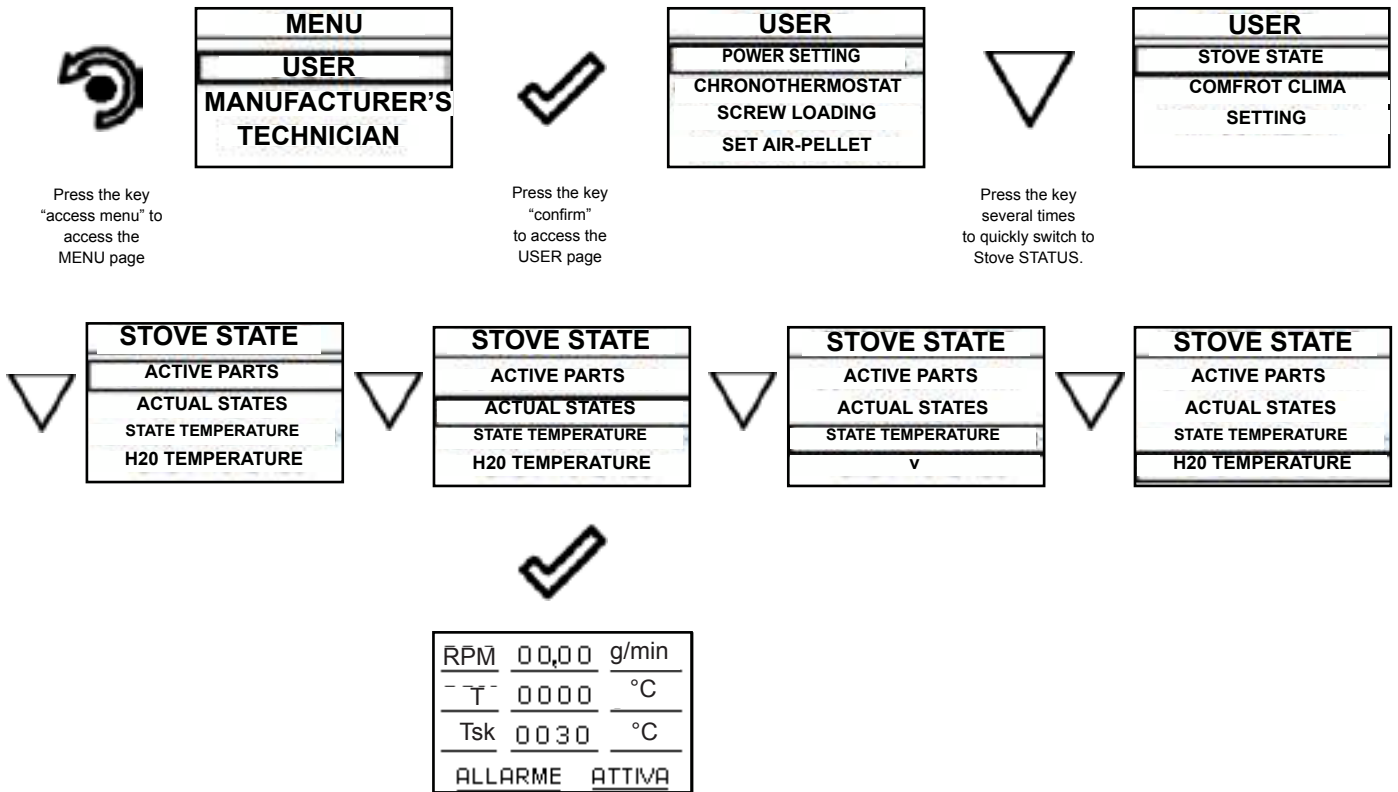 MENU
USER
MANUFACTURER'S
TECHNICIAN
Press the key
“access menu” to
access the
MENU page
USER
POWER SETTING
CHRONOTHERMOSTAT
SCREW LOADING
SET AIR-PELLET
Press the key
“confirm”
to access the
USER page
USER
STOVE STATE
COMFROT CLIMA
SETTING
Press the key
several times
to quickly switch to
Stove STATUS.
STOVE STATE
ACTIVE PARTS
ACTUAL STATES
STATE TEMPERATURE
H20 TEMPERATURE
STOVE STATE
ACTIVE PARTS
ACTUAL STATES
STATE TEMPERATURE
H20 TEMPERATURE
STOVE STATE
ACTIVE PARTS
ACTUAL STATES
STATE TEMPERATURE
v
STOVE STATE
ACTIVE PARTS
ACTUAL STATES
STATE TEMPERATURE
H20 TEMPERATURE
RPM 00,00 g/min
T 0000 °C
Tsk 0030 °C
ALLARME ATTIVA